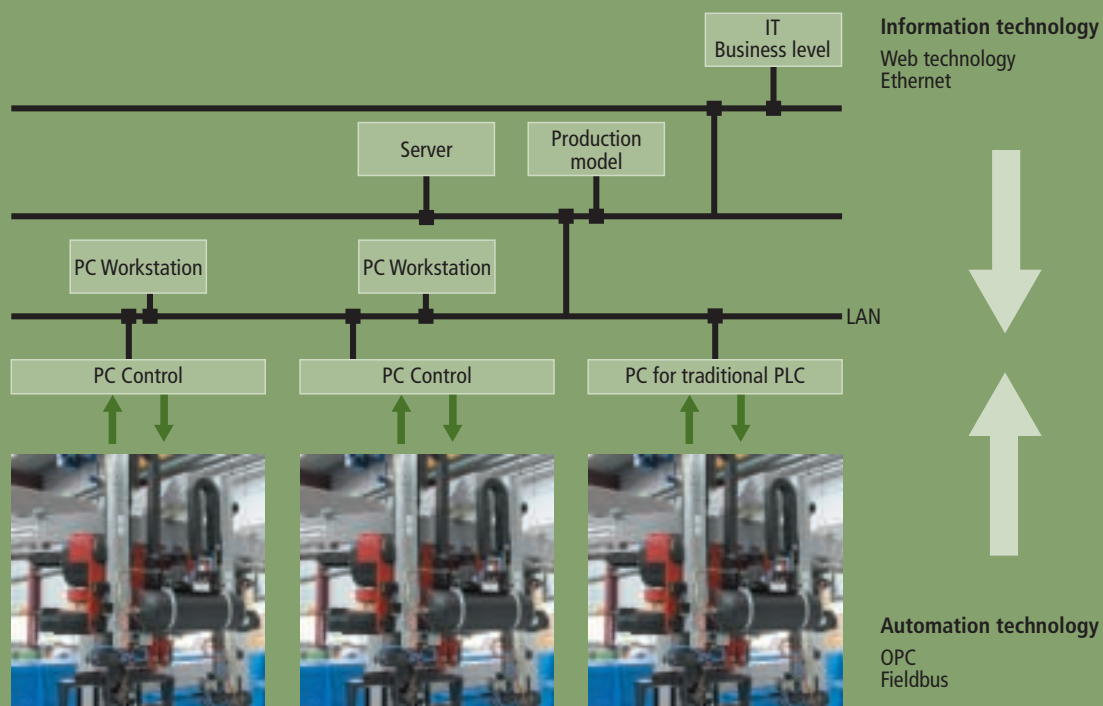 IT
Business level
Information technology
Web technology
Ethernet
Server
Production
model
PC Workstation
PC Workstation
LAN
PC Control
PC Control
PC for traditional PLC
Automation technology
OPC
Fieldbus